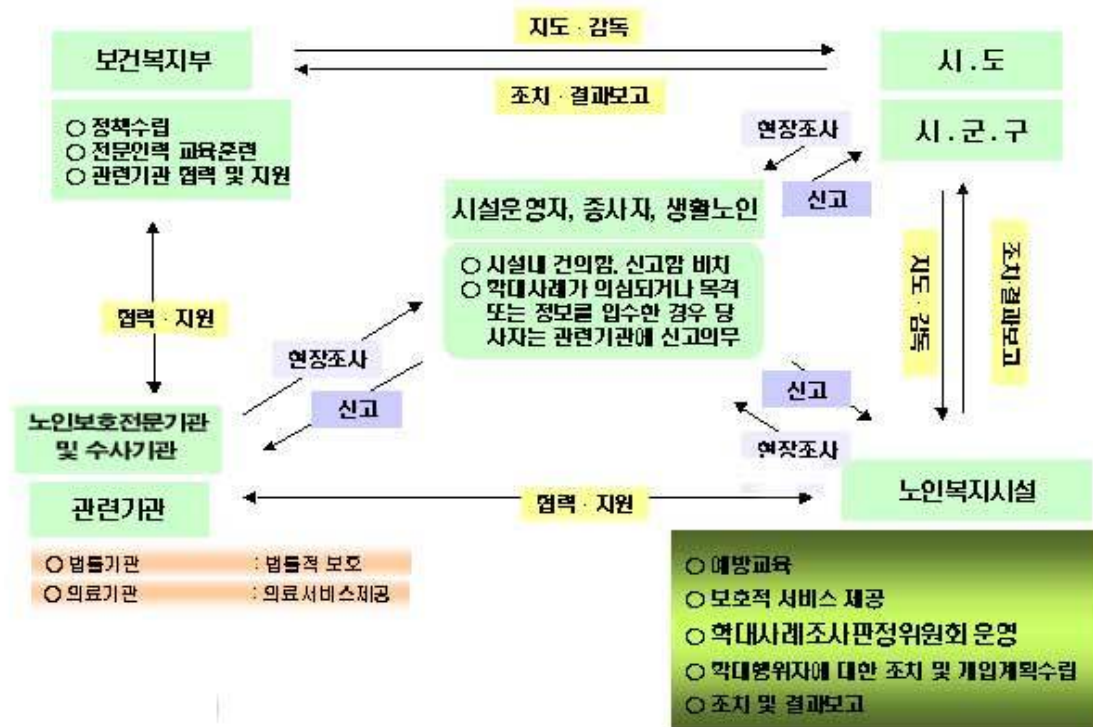 지도 · 감독
보건복지부
시 . 도
조치 · 결과보고
시 . 군 . 구
○ 정책수립
○ 전문인력 교육훈련
○ 관련기관 협력 및 지원
현장조사
신고
시설운영자, 종사자, 생활노인
○ 시설내 건의함, 신고함 비치
○ 학대사례가 의심되거나 목격
또는 정보를 입수한 경우 당
사자는 관련기관에 신고의무
지도 · 감독
조치·결과보고
협력 · 지원
현장조사
신고
신고
현장조사
노인보호전문기관
및 수사기관
관련기관
협력 · 지원
노인복지시설
○ 법률기관 : 법률적 보호
○ 의료기관 : 의료서비스제공
○ 예방교육
○ 보호적 서비스 제공
○ 학대사례조사판정위원회 운영
○ 학대행위자에 대한 조치 및 개입계획수립
○ 조치 및 결과보고